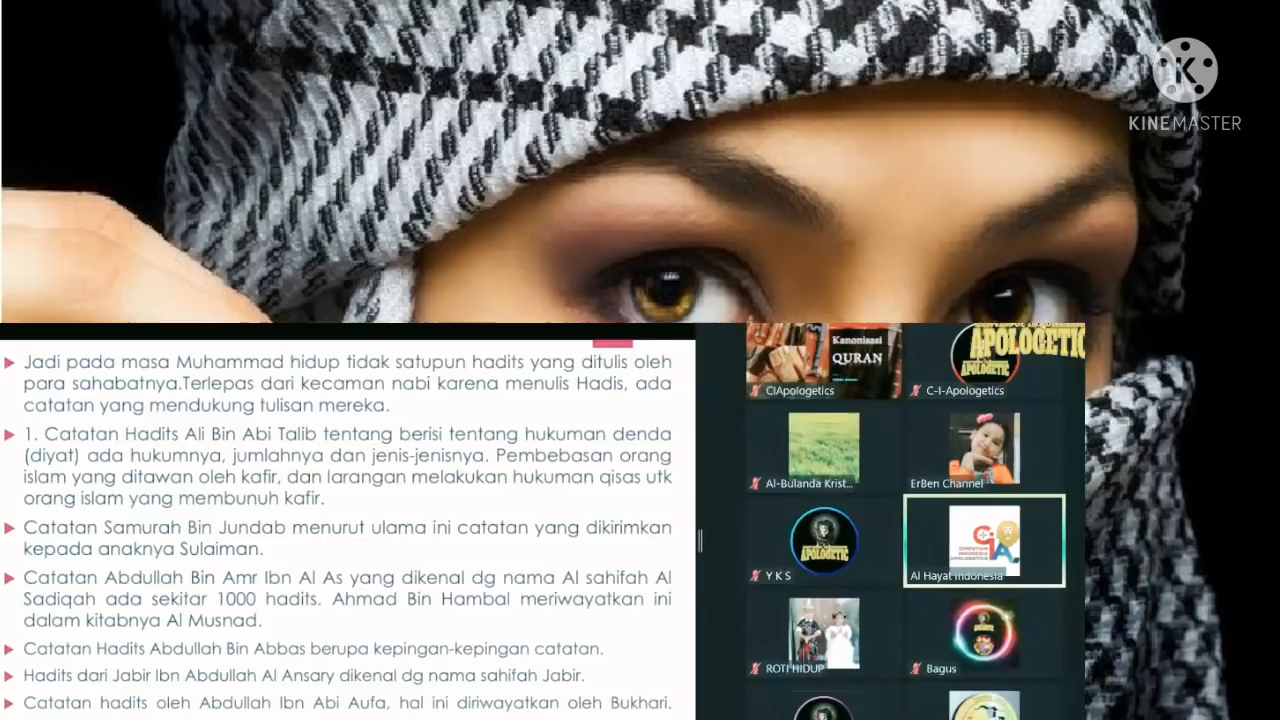 KINEMASTER
Jadi pada masa Muhammad hidup tidak satupun hadits yang ditulis oleh
para sahabatnya.Terlepas dari kecaman nabi karena menulis Hadis, ada
catatan yang mendukung tulisan mereka.
1. Catatan Hadits Ali Bin Abi Talib tentang berisi tentang hukuman denda
(diyat) ada hukumnya, jumlahnya dan jenis-jenisnya. Pembebasan orang
islam yang ditawan oleh kafir, dan larangan melakukan hukuman qisas utk
orang islam yang membunuh kafir.
Catatan Samurah Bin Jundab menurut ulama ini catatan yang dikirimkan
kepada anaknya Sulaiman.
Catatan Abdullah Bin Amr Ibn Al As yang dikenal dg nama Al sahifah Al
Sadiqah ada sekitar 1000 hadits. Ahmad Bin Hambal meriwayatkan ini
dalam kitabnya Al Musnad.
Catatan Hadits Abdullah Bin Abbas berupa kepingan-kepingan catatan.
Hadits dari Jabir Ibn Abdullah Al Ansary dikenal dg nama sahifah Jabir.
Catatan hadits oleh Abdullah Ibn Abi Aufa, hal ini diriwayatkan oleh Bukhari.
Kanonisasi
QURAN
CIApologetics
APOLOGETIC
APOLOGETIC
C-I-Apologetics
Al-Bulanda Krist...
ErBen Channel
APOLOGETIC
Y K S
CIA
CHRISTIAN
INDONESIA
APOLOGETICS
Al Hayat Indonesia
ROTI HIDUP
Bagus